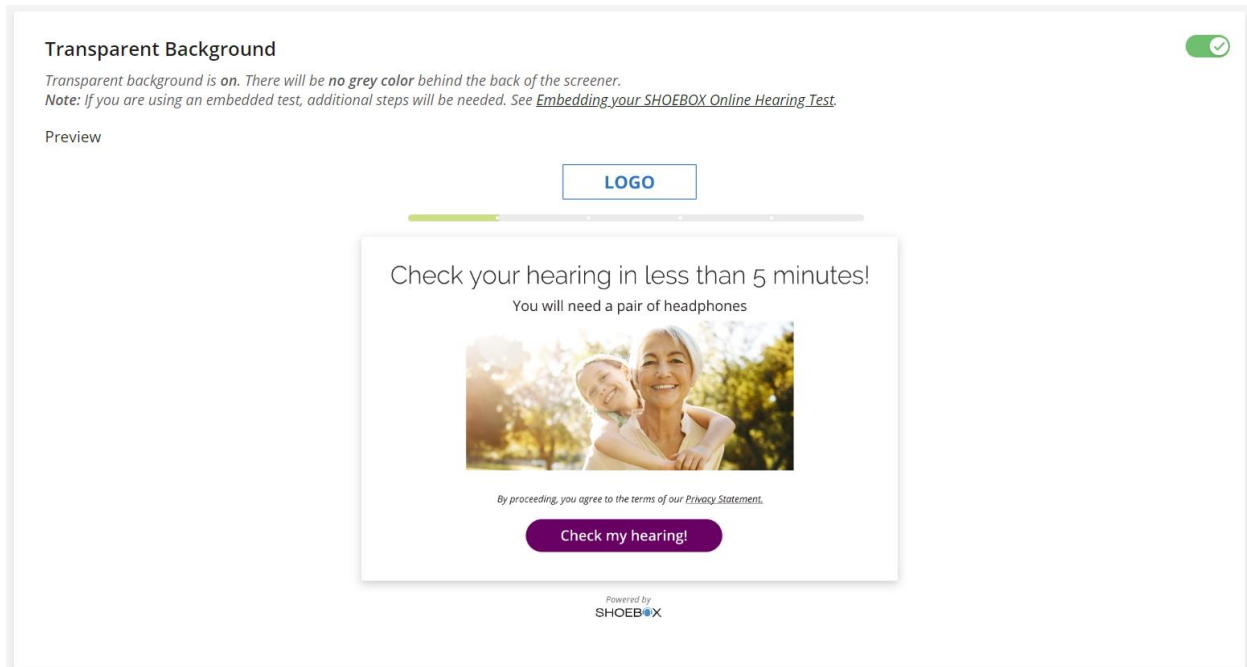 Transparent Background
Transparent background is on. There will be no grey color behind the back of the screener.
Note: If you are using an embedded test, additional steps will be needed. See Embedding your SHOEBOX Online Hearing Test.
Preview
LOGO
Check your hearing in less than 5 minutes!
You will need a pair of headphones
By proceeding, you agree to the terms of our Privacy Statement.
Check my hearing!
Powered by
SHOEBOX